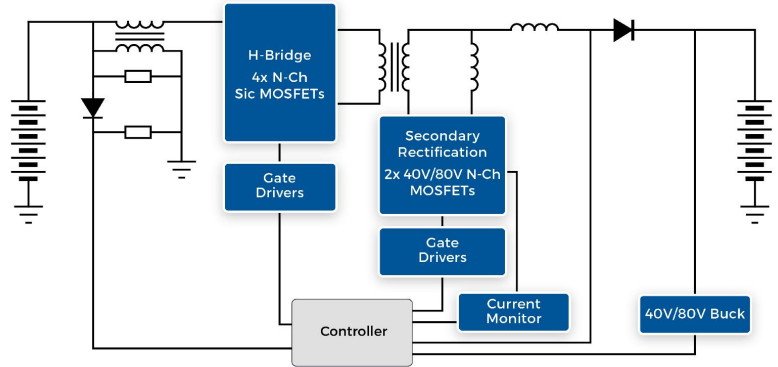 H-Bridge
4x N-Ch
Sic MOSFETs
Gate
Drivers
Secondary
Rectification
2x 40V/80V N-Ch
MOSFETs
Gate
Drivers
Current
Monitor
Controller
40V/80V Buck